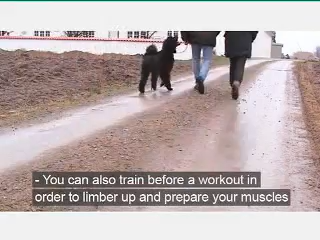 - You can also train before a workout in
order to limber up and prepare your muscles